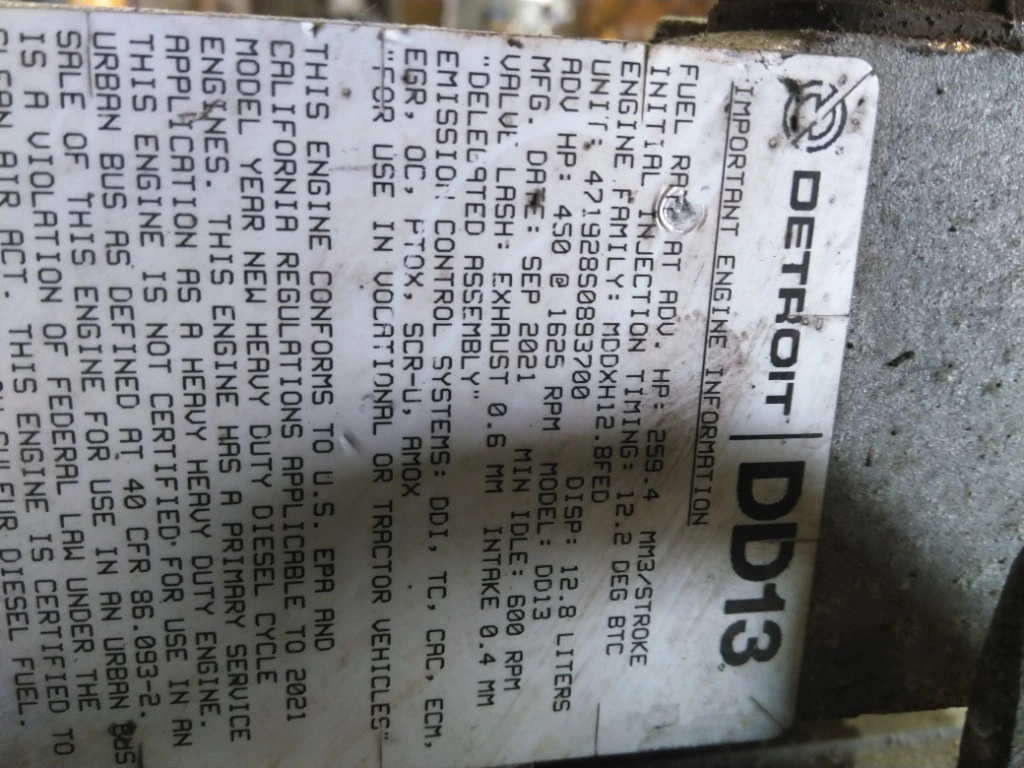 DETROIT | DD13
IMPORTANT ENGINE INFORMATION
FUEL RATE AT ADV. HP: 259.4 MM3/STROKE
INITIAL INJECTION TIMING: 12.2 DEG BTC
ENGINE FAMILY: MDDXH12.8FED
UNIT: 471928S0893700 DISP: 12.8 LITERS
ADV HP: 450 @ 1625 RPM MODEL: DD13
MFG. DATE: SEP 2021 MIN IDLE: 600 RPM
VALVE LASH: EXHAUST 0.6 MM INTAKE 0.4 MM
"DELEGATED ASSEMBLY"
EMISSION CONTROL SYSTEMS: DDI, TC, CAC, ECM,
EGR, OC, PTOX, SCR-U, AMOX
"FOR USE IN VOCATIONAL OR TRACTOR VEHICLES"
THIS ENGINE CONFORMS TO U.S. EPA AND
CALIFORNIA REGULATIONS APPLICABLE TO 2021
MODEL YEAR NEW HEAVY DUTY DIESEL CYCLE
ENGINES. THIS ENGINE HAS A PRIMARY SERVICE
APPLICATION AS A HEAVY HEAVY DUTY ENGINE.
THIS ENGINE IS NOT CERTIFIED FOR USE IN AN
URBAN BUS AS DEFINED AT 40 CFR 86.093-2.
SALE OF THIS ENGINE FOR USE IN AN URBAN BUS
IS A VIOLATION OF FEDERAL LAW UNDER THE
CLEAN AIR ACT. THIS ENGINE IS CERTIFIED TO
SULFUR DIESEL FUEL.